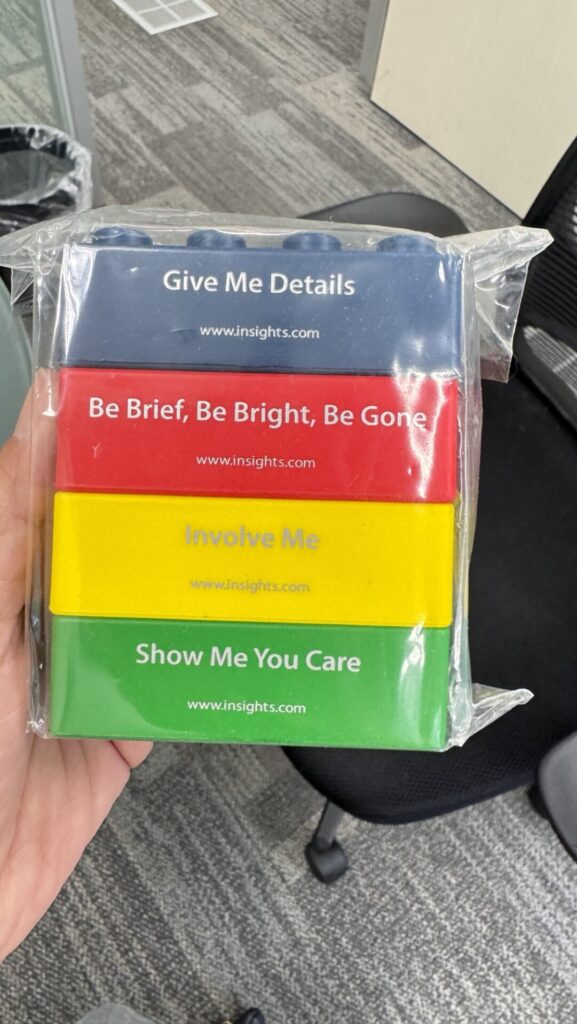 Give Me Details
www.insights.com
Be Brief, Be Bright, Be Gone
www.insights.com
Involve Me
www.insights.com
Show Me You Care
www.insights.com